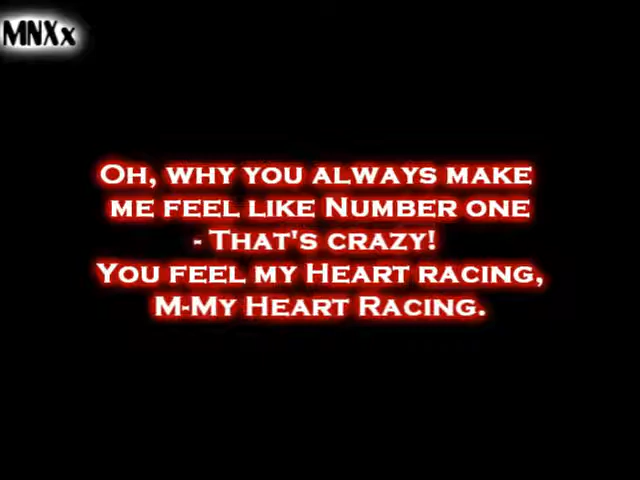 MNXx
Oh, why you always make
me feel like Number one
- That's crazy!
You feel my Heart racing,
M-My Heart Racing.